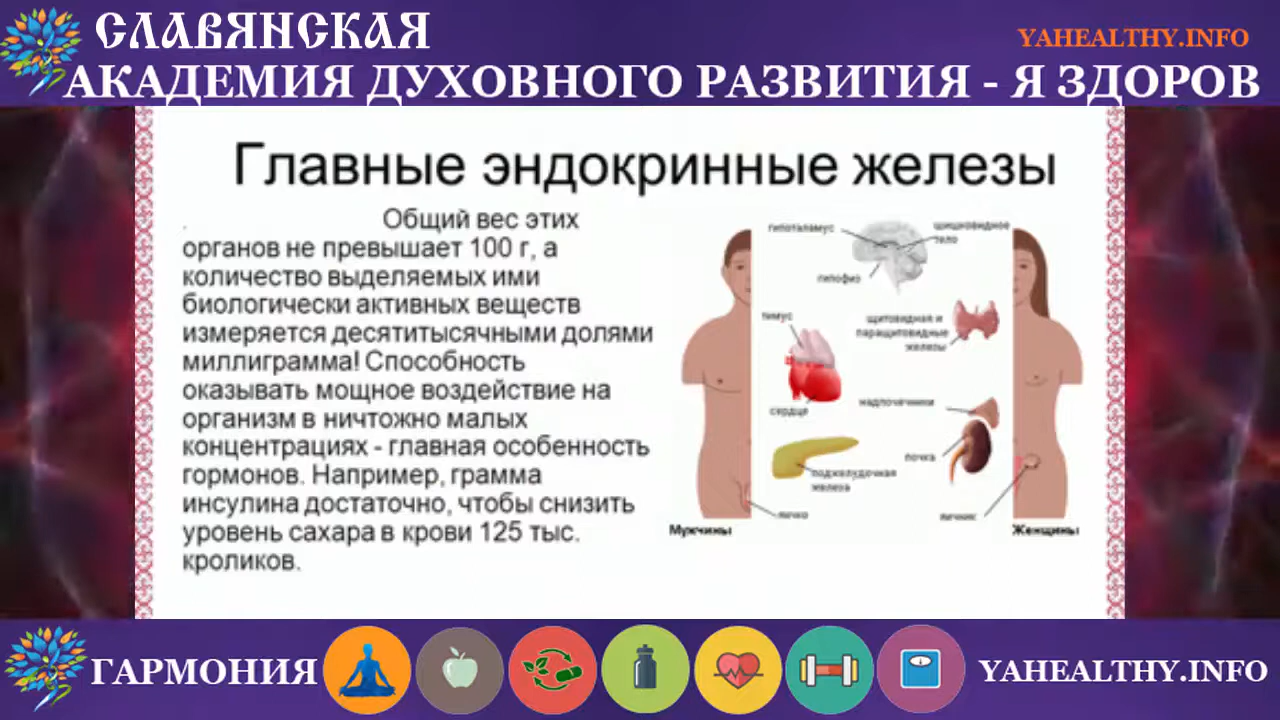 СЛАВЯНСКАЯ
YAHEALTHY.INFO
АКАДЕМИЯ ДУХОВНОГО РАЗВИТИЯ - Я ЗДОРОВ
Главные эндокринные железы
. Общий вес этих
органов не превышает 100 г, а
количество выделяемых ими
биологически активных веществ
измеряется десятитысячными долями
миллиграмма! Способность
оказывать мощное воздействие на
организм в ничтожно малых
концентрациях - главная особенность
гормонов. Например, грамма
инсулина достаточно, чтобы снизить
уровень сахара в крови 125 тыс.
кроликов.
гипоталамус
шишковидное
тело
гипофиз
тимус
щитовидная и
паращитовидные
железы
сердце
надпочечники
почка
поджелудочная
железа
яичко
яичник
Мужчины
Женщины
ГАРМОНИЯ
YAHEALTHY.INFO